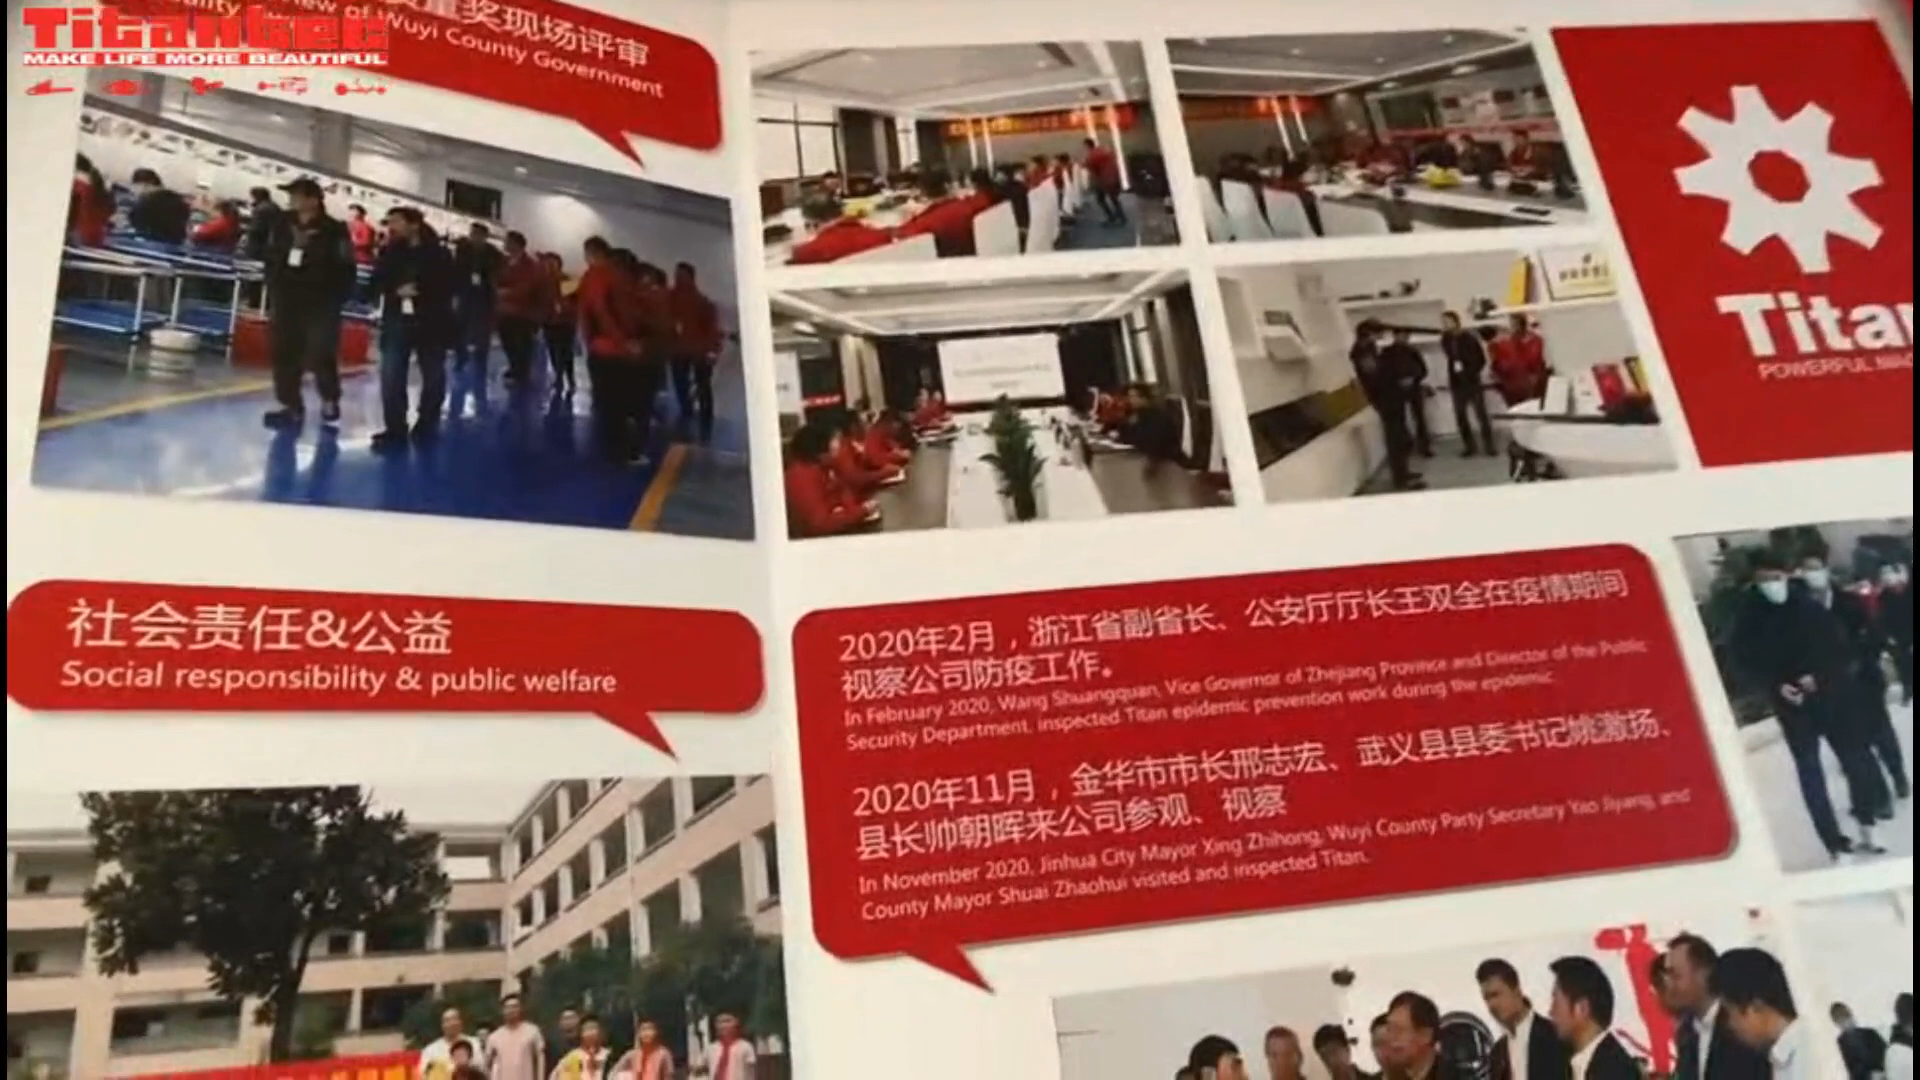 Titantec
MAKE LIFE MORE BEAUTIFUL
奖现场评审
view of Wuyi County Government
Titan
POWERFUL
社会责任&公益
Social responsibility & public welfare
2020年2月，浙江省副省长、公安厅厅长王双全在疫情期间
视察公司防疫工作。
In February 2020, Wang Shuangquan, Vice Governor of Zhejiang Province and Director of the Public
Security Department, inspected Titan epidemic prevention work during the epidemic.
2020年11月，金华市市长邢志宏、武义县县委书记姚激扬、
县长帅朝晖来公司参观、视察
In November 2020, Jinhua City Mayor Xing Zhihong, Wuyi County Party Secretary Yao Jiyang, and
County Mayor Shuai Zhaohui visited and inspected Titan.